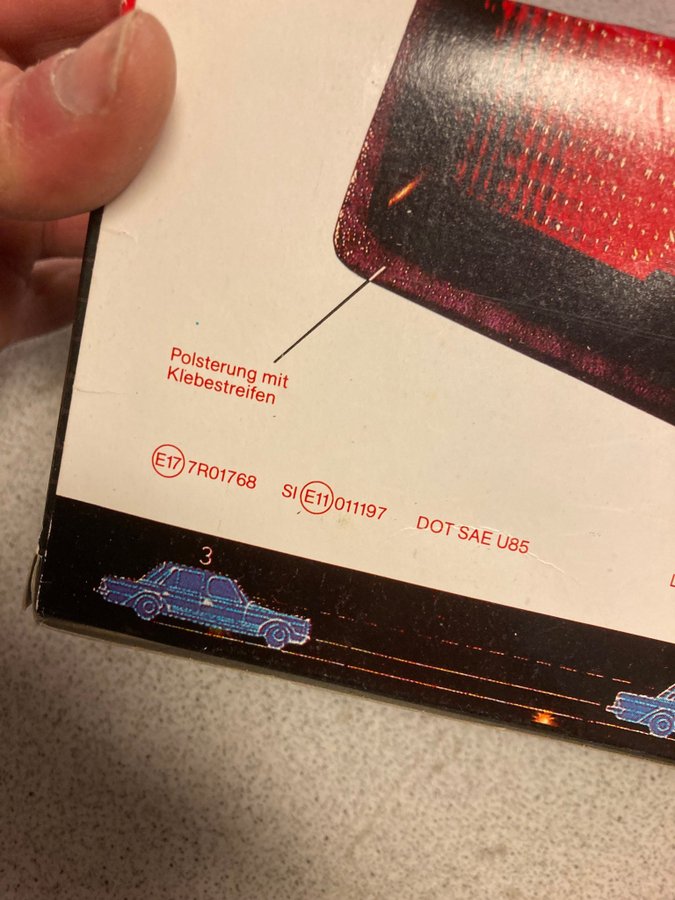 Polsterung mit
Klebestreifen
E17 7R01768 SI E11 011197 DOT SAE U85
3